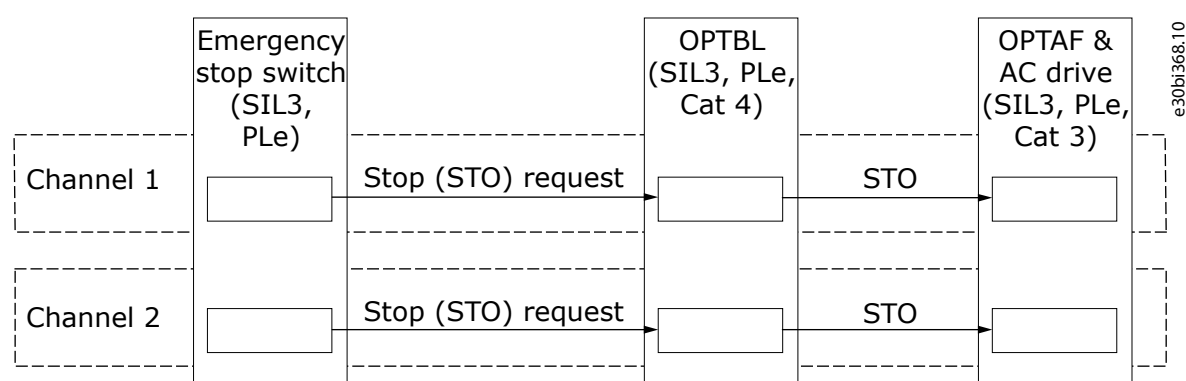 Emergency
stop switch
(SIL3,
PLe)
OPTBL
(SIL3, PLe,
Cat 4)
OPTAF &
AC drive
(SIL3, PLe,
Cat 3)
e30bi368.10
Channel 1
Stop (STO) request
STO
Channel 2
Stop (STO) request
STO